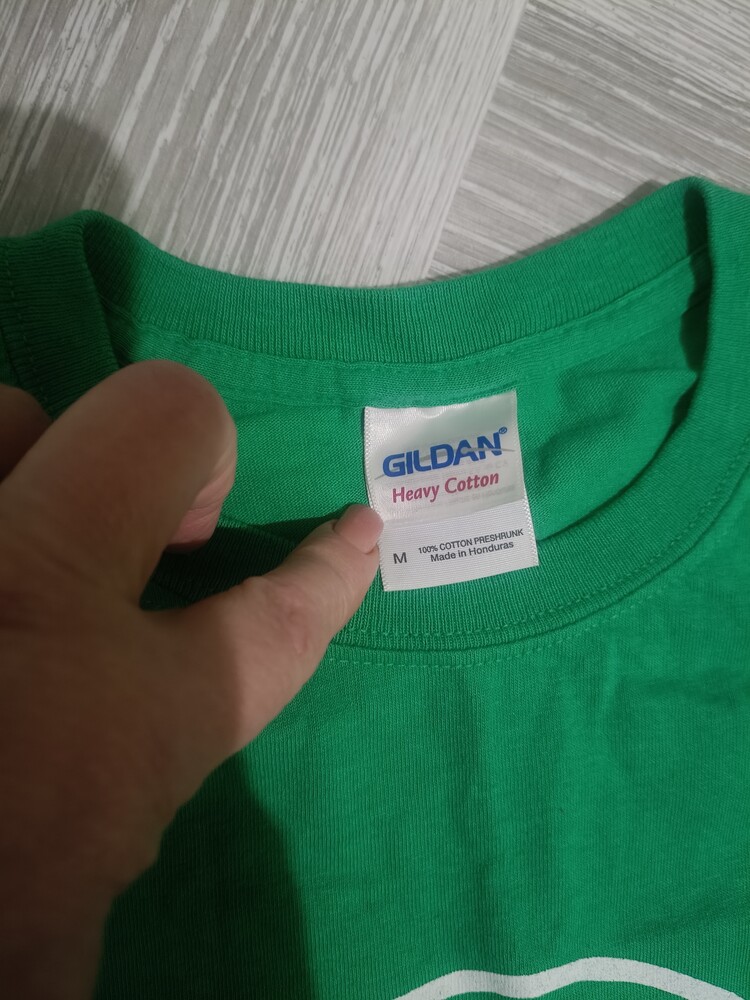 GILDAN®
Heavy Cotton
M 100% COTTON PRESHRUNK
Made in Honduras